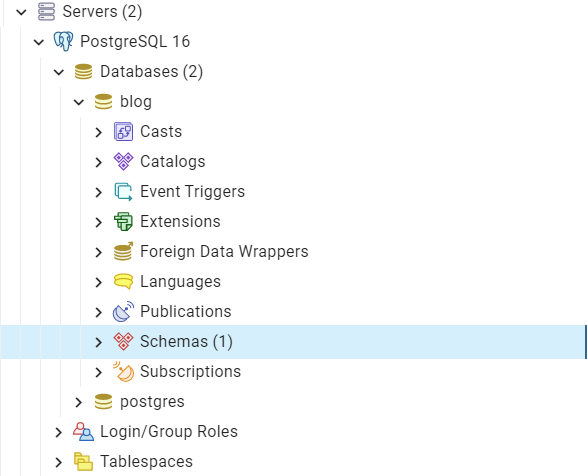 Servers (2)
PostgreSQL 16
Databases (2)
blog
Casts
Catalogs
Event Triggers
Extensions
Foreign Data Wrappers
Languages
Publications
Schemas (1)
Subscriptions
postgres
Login/Group Roles
Tablespaces